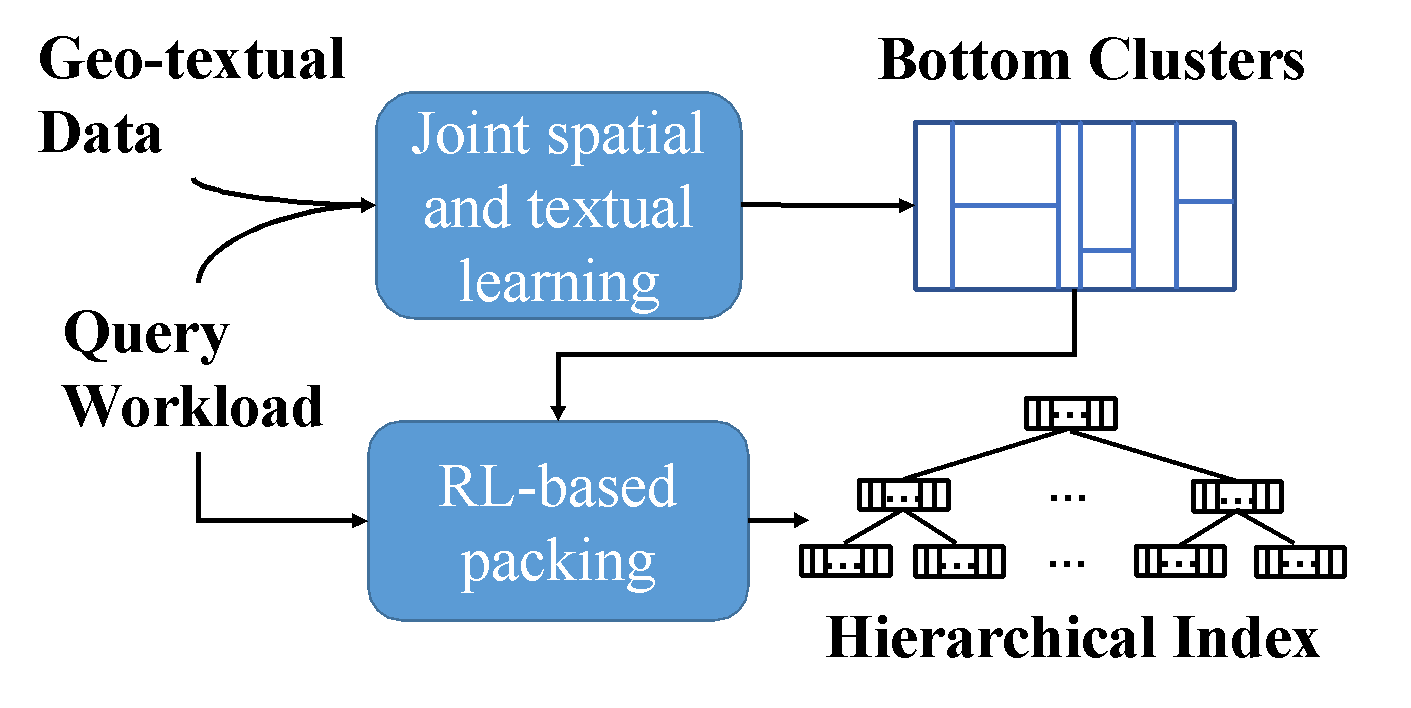 Geo-textual
Data
Joint spatial
and textual
learning
Bottom Clusters
Query
Workload
RL-based
packing
...
...
...
...
...
...
...
...
...
Hierarchical Index